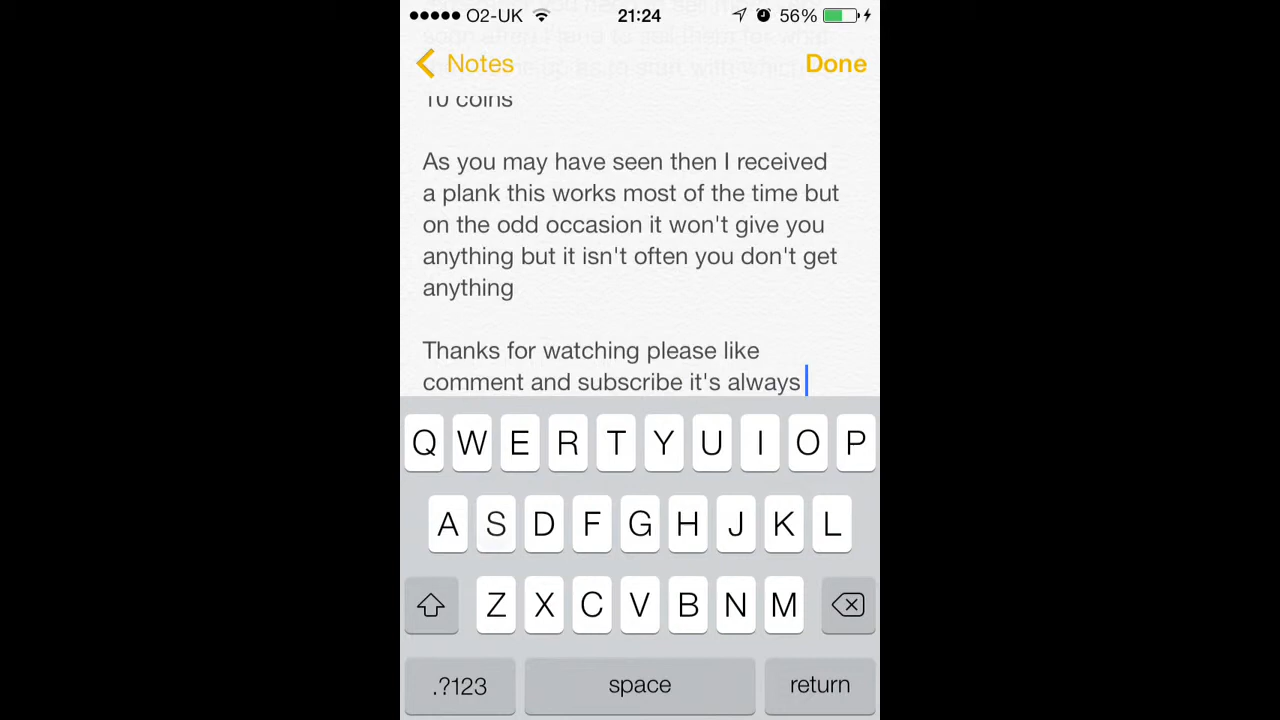 O2-UK 21:24 56%
Notes Done
10 coins
As you may have seen then I received
a plank this works most of the time but
on the odd occasion it won't give you
anything but it isn't often you don't get
anything
Thanks for watching please like
comment and subscribe it's always
Q W E R T Y U I O P
A S D F G H J K L
Z X C V B N M
.?123 space return